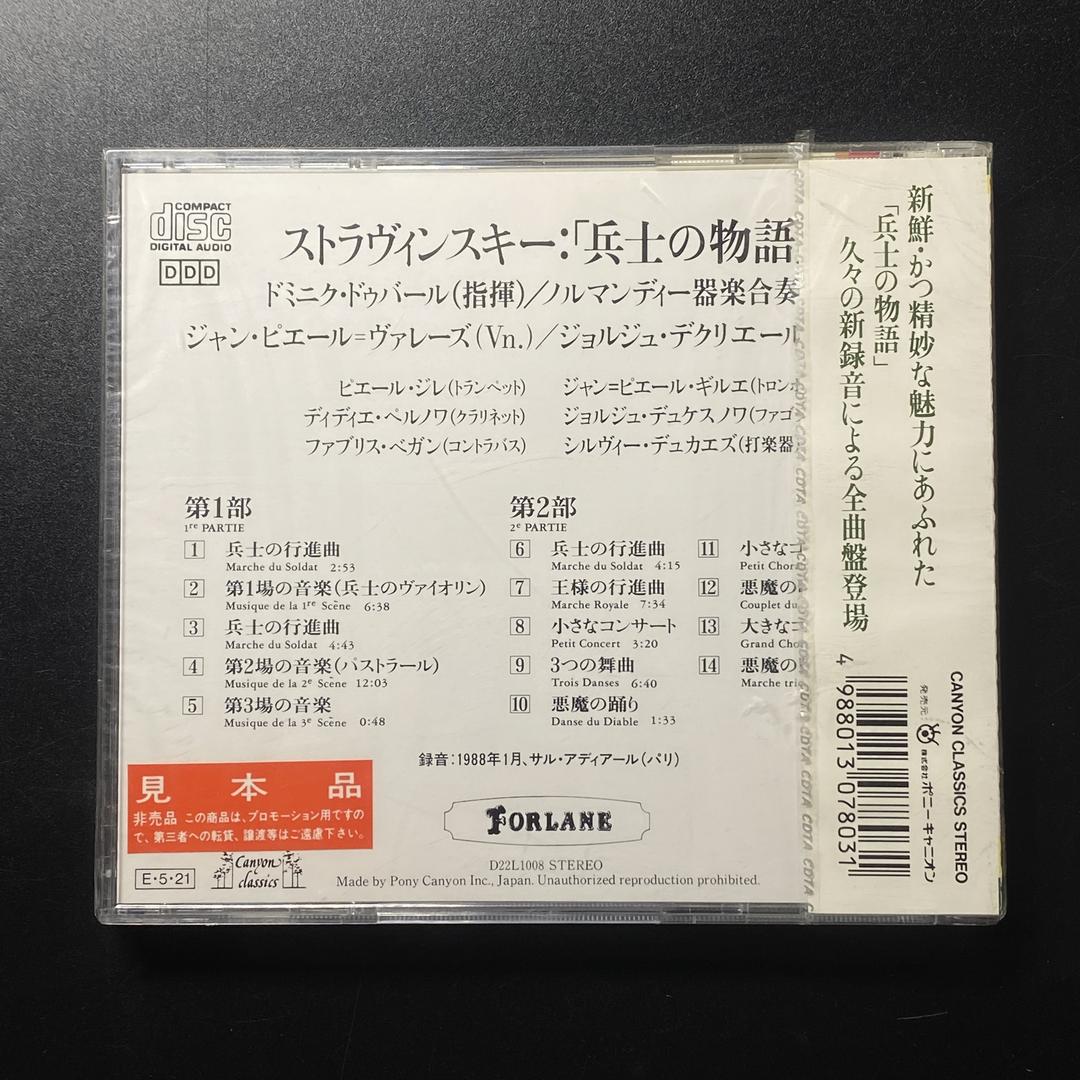 COMPACT
disc
DIGITAL AUDIO
DDD
ストラヴィンスキー：「兵士の物語
ドミニク・ドゥバール（指揮）／ノルマンディー器楽合奏
ジャン・ピエール＝ヴァレーズ（Vn.）／ジョルジュ・デクリエール
ピエール・ジレ（トランペット）
ディディエ・ペルノワ（クラリネット）
ファブリス・ベガン（コントラバス）
ジャン＝ピエール・ギルエ（トロンボ
ジョルジュ・デュケスノワ（ファゴ
シルヴィー・デュカエズ（打楽器
第1部
1re PARTIE
1 兵士の行進曲
Marche du Soldat 2:53
2 第1場の音楽（兵士のヴァイオリン）
Musique de la 1re Scène 6:38
3 兵士の行進曲
Marche du Soldat 4:43
4 第2場の音楽（パストラール）
Musique de la 2e Scène 12:03
5 第3場の音楽
Musique de la 3e Scène 0:48
第2部
2e PARTIE
6 兵士の行進曲
Marche du Soldat 4:15
7 王様の行進曲
Marche Royale 7:34
8 小さなコンサート
Petit Concert 3:20
9 3つの舞曲
Trois Danses 6:40
10 悪魔の踊り
Danse du Diable 1:33
11 小さなコ
Petit Chora
12 悪魔の
Couplet du
13 大きなコ
Grand Cho
14 悪魔の
Marche tri
録音：1988年1月、サル・アディアール（パリ）
見本品
非売品 この商品は、プロモーション用ですの
で、第三者への転貸、譲渡等はご遠慮下さい。
E・5・21
Canyon
classics
FORLANE
D22L1008 STEREO
Made by Pony Canyon Inc., Japan. Unauthorized reproduction prohibited.
CDTA CDTA CDTA CDTA CDTA CDTA
新鮮・かつ精妙な魅力にあふれた
「兵士の物語」
久々の新録音による全曲盤登場
4 988013 078031
CANYON CLASSICS STEREO
発売元：
株式会社ポニーキャニオン